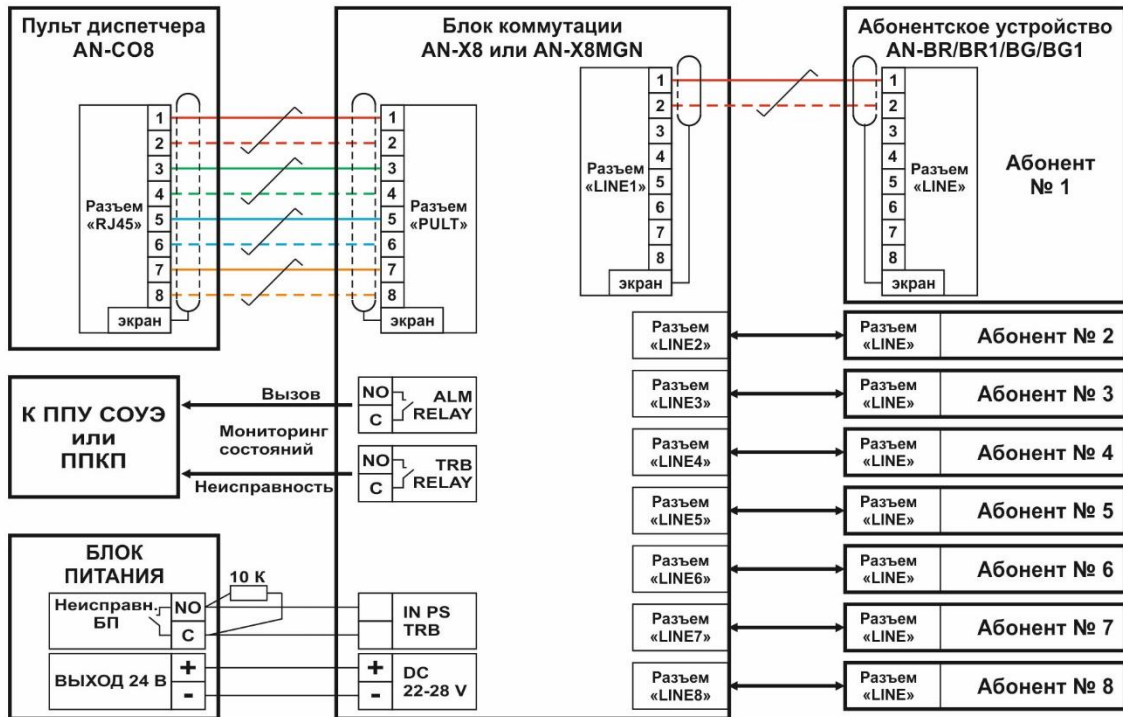 Пульт диспетчера
AN-CO8
1
2
3
4
5
6
7
8
Разъем
«RJ45»
экран
Блок коммутации
AN-X8 или AN-X8MGN
1
2
3
4
5
6
7
8
Разъем
«PULT»
экран
Разъем
«LINE1»
1
2
3
4
5
6
7
8
экран
Абонентское устройство
AN-BR/BR1/BG/BG1
1
2
3
4
5
6
7
8
Разъем
«LINE»
экран
Абонент
№ 1
Разъем
«LINE2»
Разъем
«LINE»
Абонент № 2
Разъем
«LINE3»
Разъем
«LINE»
Абонент № 3
Разъем
«LINE4»
Разъем
«LINE»
Абонент № 4
Разъем
«LINE5»
Разъем
«LINE»
Абонент № 5
Разъем
«LINE6»
Разъем
«LINE»
Абонент № 6
Разъем
«LINE7»
Разъем
«LINE»
Абонент № 7
Разъем
«LINE8»
Разъем
«LINE»
Абонент № 8
К ППУ СОУЭ
или
ППКП
Вызов
Мониторинг
состояний
Неисправность
NO
C
ALM
RELAY
NO
C
TRB
RELAY
БЛОК
ПИТАНИЯ
10 К
Неисправн.
БП
NO
C
IN PS
TRB
ВЫХОД 24 В
+
-
+
-
DC
22-28 V